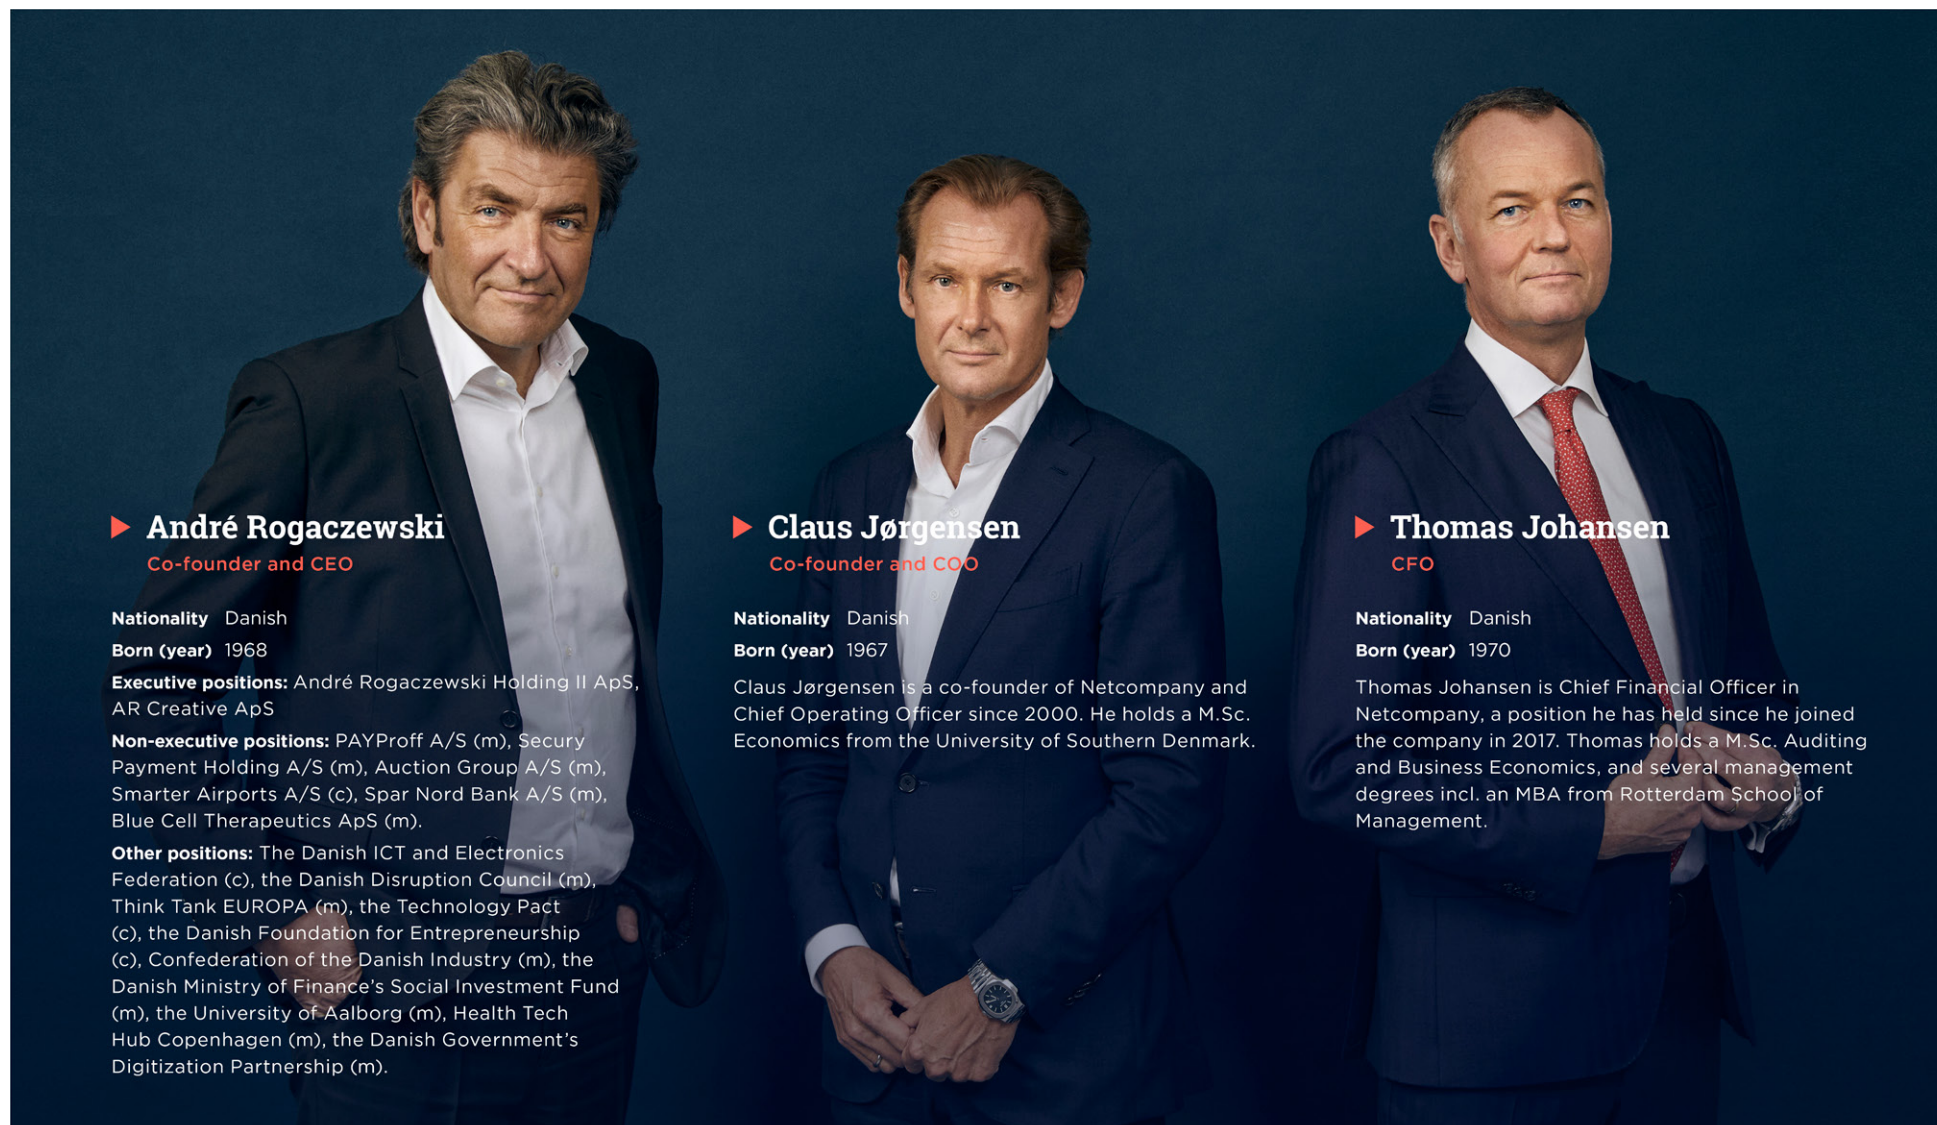 André Rogaczewski
Co-founder and CEO
Nationality Danish
Born (year) 1968
Executive positions: André Rogaczewski Holding II ApS,
AR Creative ApS
Non-executive positions: PAYProff A/S (m), Secury
Payment Holding A/S (m), Auction Group A/S (m),
Smarter Airports A/S (c), Spar Nord Bank A/S (m),
Blue Cell Therapeutics ApS (m).
Other positions: The Danish ICT and Electronics
Federation (c), the Danish Disruption Council (m),
Think Tank EUROPA (m), the Technology Pact
(c), the Danish Foundation for Entrepreneurship
(c), Confederation of the Danish Industry (m), the
Danish Ministry of Finance’s Social Investment Fund
(m), the University of Aalborg (m), Health Tech
Hub Copenhagen (m), the Danish Government’s
Digitization Partnership (m).
Claus Jørgensen
Co-founder and COO
Nationality Danish
Born (year) 1967
Claus Jørgensen is a co-founder of Netcompany and
Chief Operating Officer since 2000. He holds a M.Sc.
Economics from the University of Southern Denmark.
Thomas Johansen
CFO
Nationality Danish
Born (year) 1970
Thomas Johansen is Chief Financial Officer in
Netcompany, a position he has held since he joined
the company in 2017. Thomas holds a M.Sc. Auditing
and Business Economics, and several management
degrees incl. an MBA from Rotterdam School of
Management.